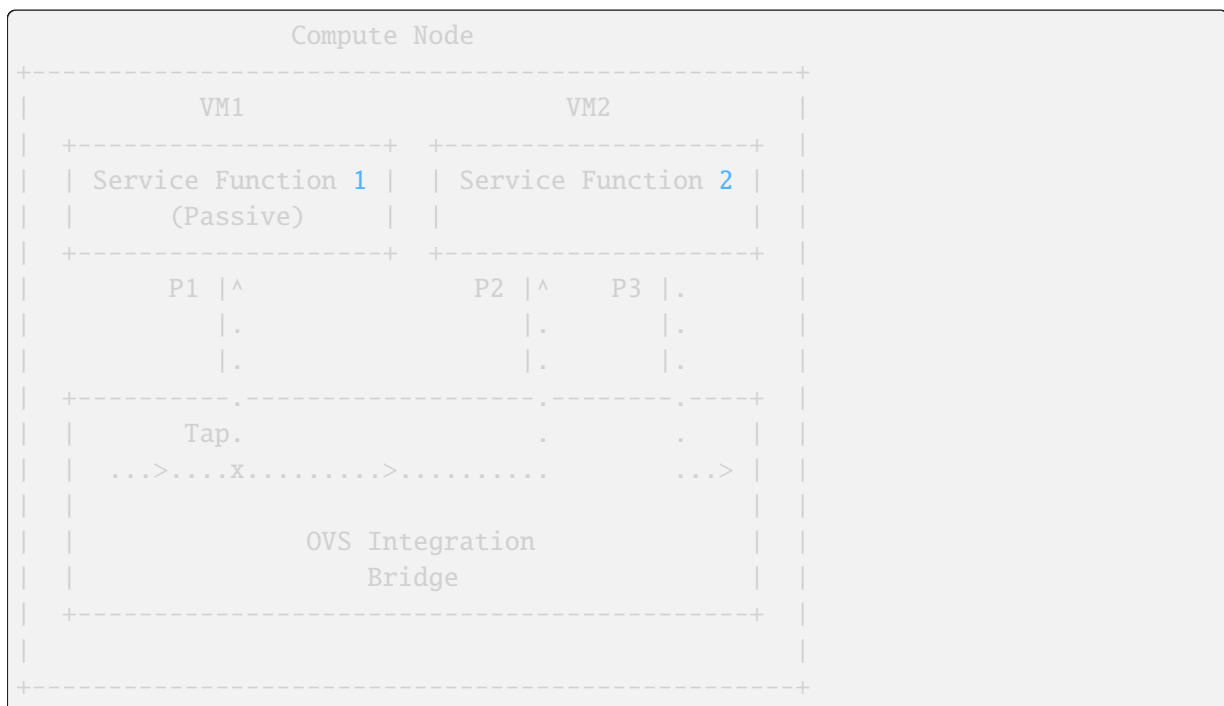 Compute Node
+--------------------------------------------------+
|           VM1                     VM2            |
|  +--------------------+  +--------------------+  |
|  | Service Function 1 |  | Service Function 2 |  |
|  |      (Passive)     |  |                    |  |
|  +--------------------+  +--------------------+  |
|         P1 |^               P2 |^    P3 |.       |
|            |.                  |.       |.       |
|            |.                  |.       |.       |
|  +----------.-------------------.--------.----+  |
|  |       Tap.                   .        .    |  |
|  |  ...>....x.........>..........        ...> |  |
|  |                                            |  |
|  |               OVS Integration              |  |
|  |                   Bridge                   |  |
|  +--------------------------------------------+  |
|                                                  |
+--------------------------------------------------+